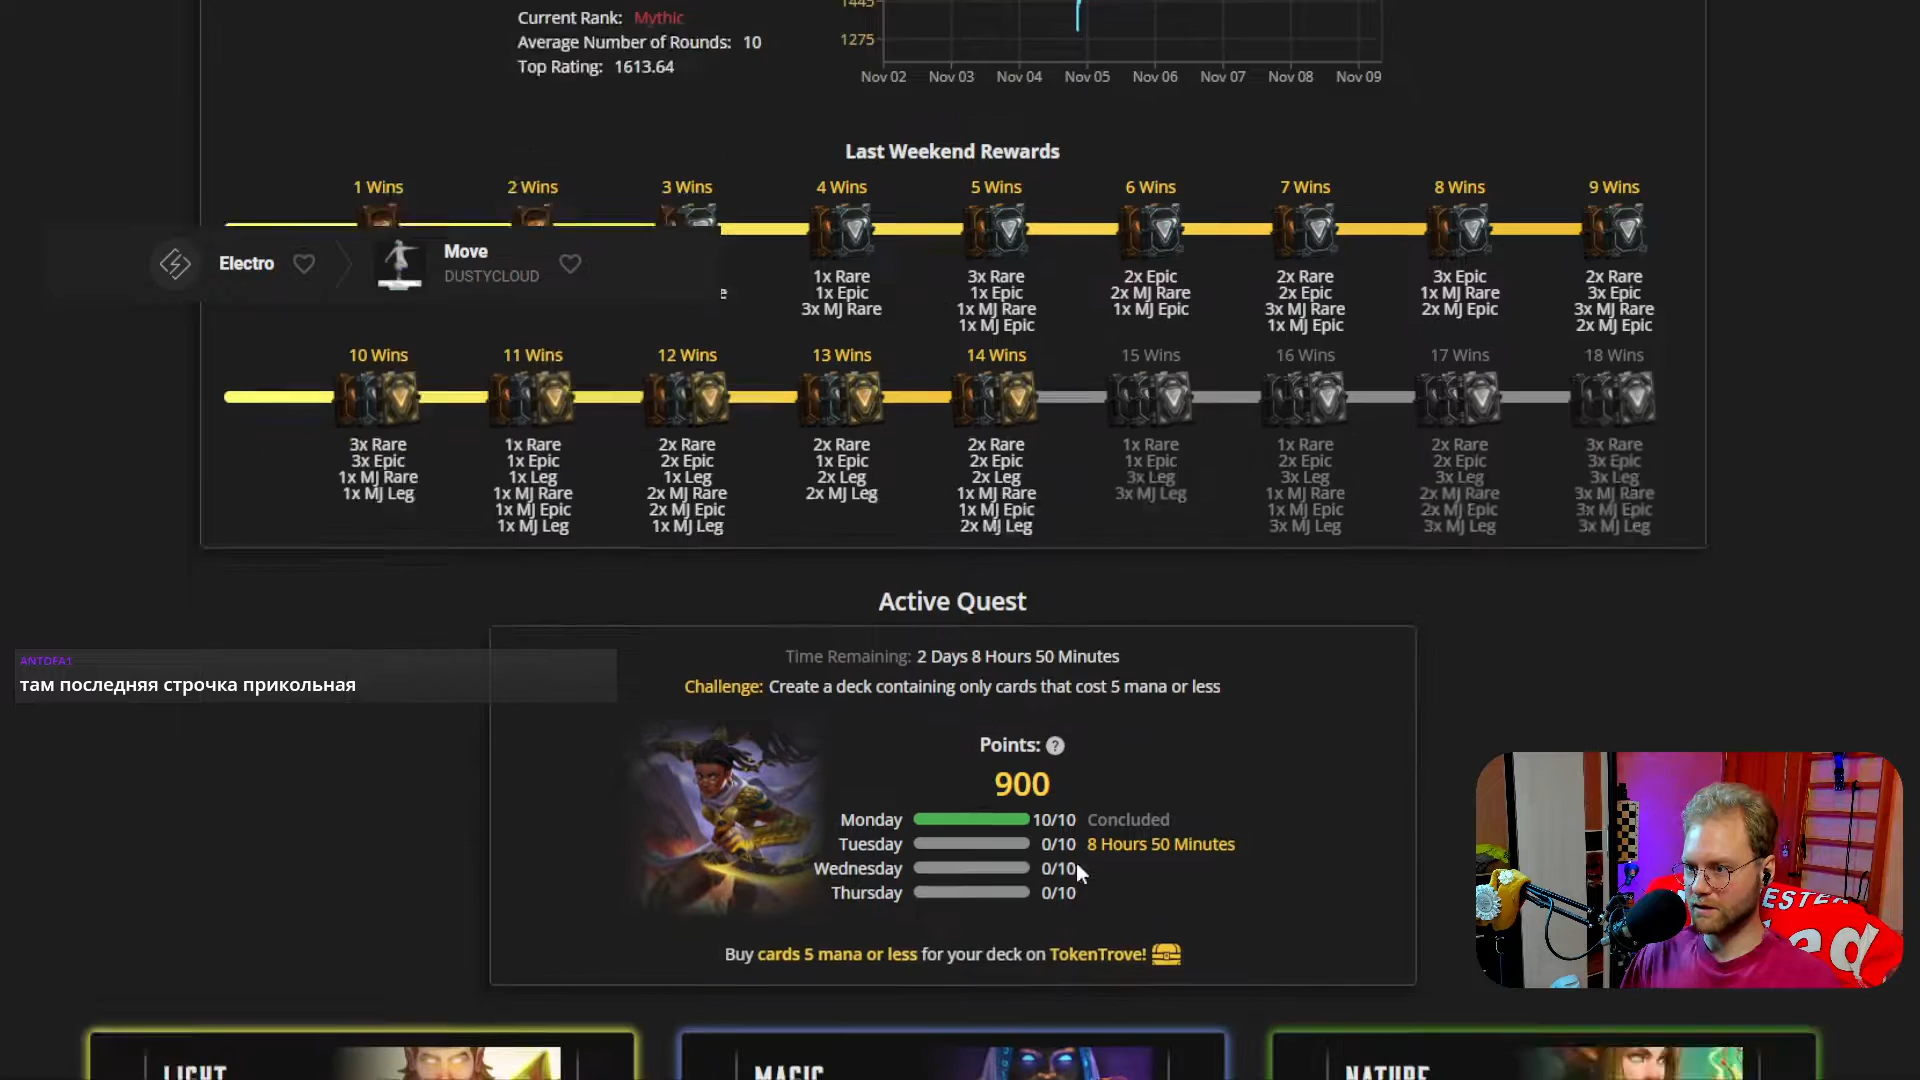 1445
Current Rank: Mythic
Average Number of Rounds: 10
Top Rating: 1613.64
1275
Nov 02 Nov 03 Nov 04 Nov 05 Nov 06 Nov 07 Nov 08 Nov 09
Last Weekend Rewards
1 Wins 2 Wins 3 Wins 4 Wins 5 Wins 6 Wins 7 Wins 8 Wins 9 Wins
Electro
Move
DUSTYCLOUD
1x Rare 3x Rare 2x Epic 2x Rare 3x Epic 2x Rare
1x Epic 1x Epic 2x MJ Rare 2x Epic 1x MJ Rare 3x Epic
3x MJ Rare 1x MJ Rare 1x MJ Epic 3x MJ Rare 2x MJ Epic 3x MJ Rare
1x MJ Epic 1x MJ Epic 2x MJ Epic
10 Wins 11 Wins 12 Wins 13 Wins 14 Wins 15 Wins 16 Wins 17 Wins 18 Wins
3x Rare 1x Rare 2x Rare 2x Rare 2x Rare 1x Rare 1x Rare 2x Rare 3x Rare
3x Epic 1x Epic 2x Epic 1x Epic 2x Epic 1x Epic 2x Epic 2x Epic 3x Epic
1x MJ Rare 1x Leg 1x Leg 2x Leg 2x Leg 3x Leg 3x Leg 3x Leg 3x Leg
1x MJ Leg 1x MJ Rare 2x MJ Rare 2x MJ Leg 1x MJ Rare 3x MJ Leg 1x MJ Rare 2x MJ Rare 3x MJ Rare
1x MJ Epic 2x MJ Epic 1x MJ Epic 1x MJ Epic 2x MJ Epic 3x MJ Epic
1x MJ Leg 1x MJ Leg 2x MJ Leg 3x MJ Leg 3x MJ Leg 3x MJ Leg
Active Quest
ANTOFA1
там последняя строчка прикольная
Time Remaining: 2 Days 8 Hours 50 Minutes
Challenge: Create a deck containing only cards that cost 5 mana or less
Points: ?
900
Monday 10/10 Concluded
Tuesday 0/10 8 Hours 50 Minutes
Wednesday 0/10
Thursday 0/10
Buy cards 5 mana or less for your deck on TokenTrove!
LIGHT MAGIC NATURE